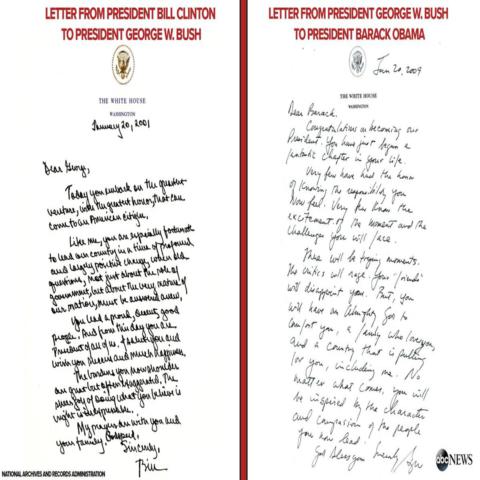 LETTER FROM PRESIDENT BILL CLINTON
TO PRESIDENT GEORGE W. BUSH
THE WHITE HOUSE
WASHINGTON
January 20, 2001
Dear George,
Today you embark on the greatest
venture, with the greatest honor, that can
come to an American citizen.
Like me, you are especially fortunate
to lead our country in a time of profound
and largely positive change, when old
questions, not just about the role of
government, but about the very nature of
our nation, must be answered anew.
You lead a proud, decent, good
people. And from this day you are
President of all of us. I salute you and
wish you success and much happiness.
The burdens you now shoulder
are great but often exaggerated. The
sheer joy of doing what you believe is
right is inexpressible.
My prayers are with you and
your family. Godspeed.
Sincerely,
Bill
NATIONAL ARCHIVES AND RECORDS ADMINISTRATION
LETTER FROM PRESIDENT GEORGE W. BUSH
TO PRESIDENT BARACK OBAMA
Jan 20, 2009
THE WHITE HOUSE
WASHINGTON
Dear Barack,
Congratulations on becoming our
President. You have just begun a
fantastic chapter in your life.
Very few have had the honor
of knowing the responsibility you
now feel. Very few know the
excitement of the moment and the
challenges you will face.
There will be trying moments.
The critics will rage. Your "friends"
will disappoint you. But, you
will have an Almighty God to
comfort you, a family who loves you,
and a country that is pulling
for you, including me. No
matter what comes, you will
be inspired by the character
and compassion of the people
you now lead.
God bless you.
Sincerely,
abc NEWS